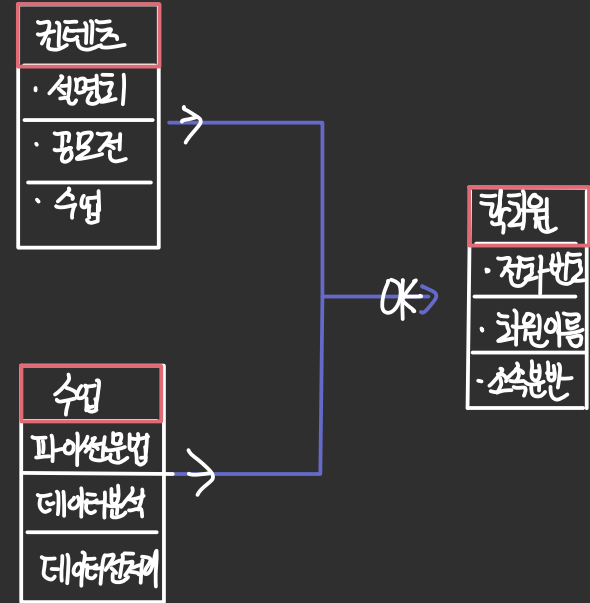 컨텐츠
· 설명회
· 공모전
· 수업
OK
학회원
· 전화번호
· 회원이름
· 소속분반
수업
파이썬문법
데이터분석
데이터전처리